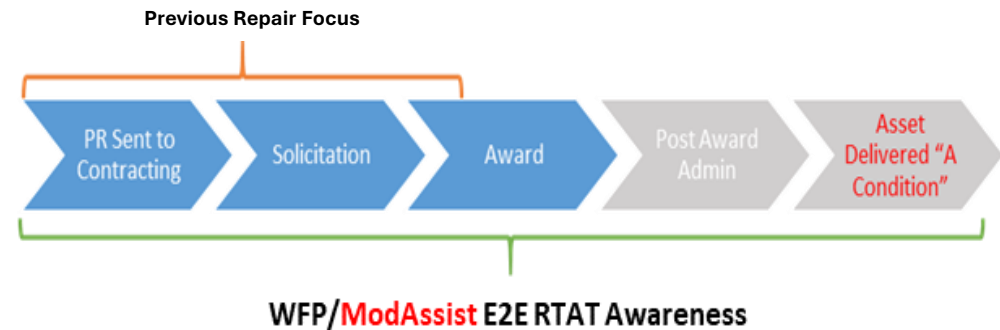 Previous Repair Focus
PR Sent to
Contracting
Solicitation
Award
Post Award
Admin
Asset
Delivered “A
Condition”
WFP/ModAssist E2E RTAT Awareness